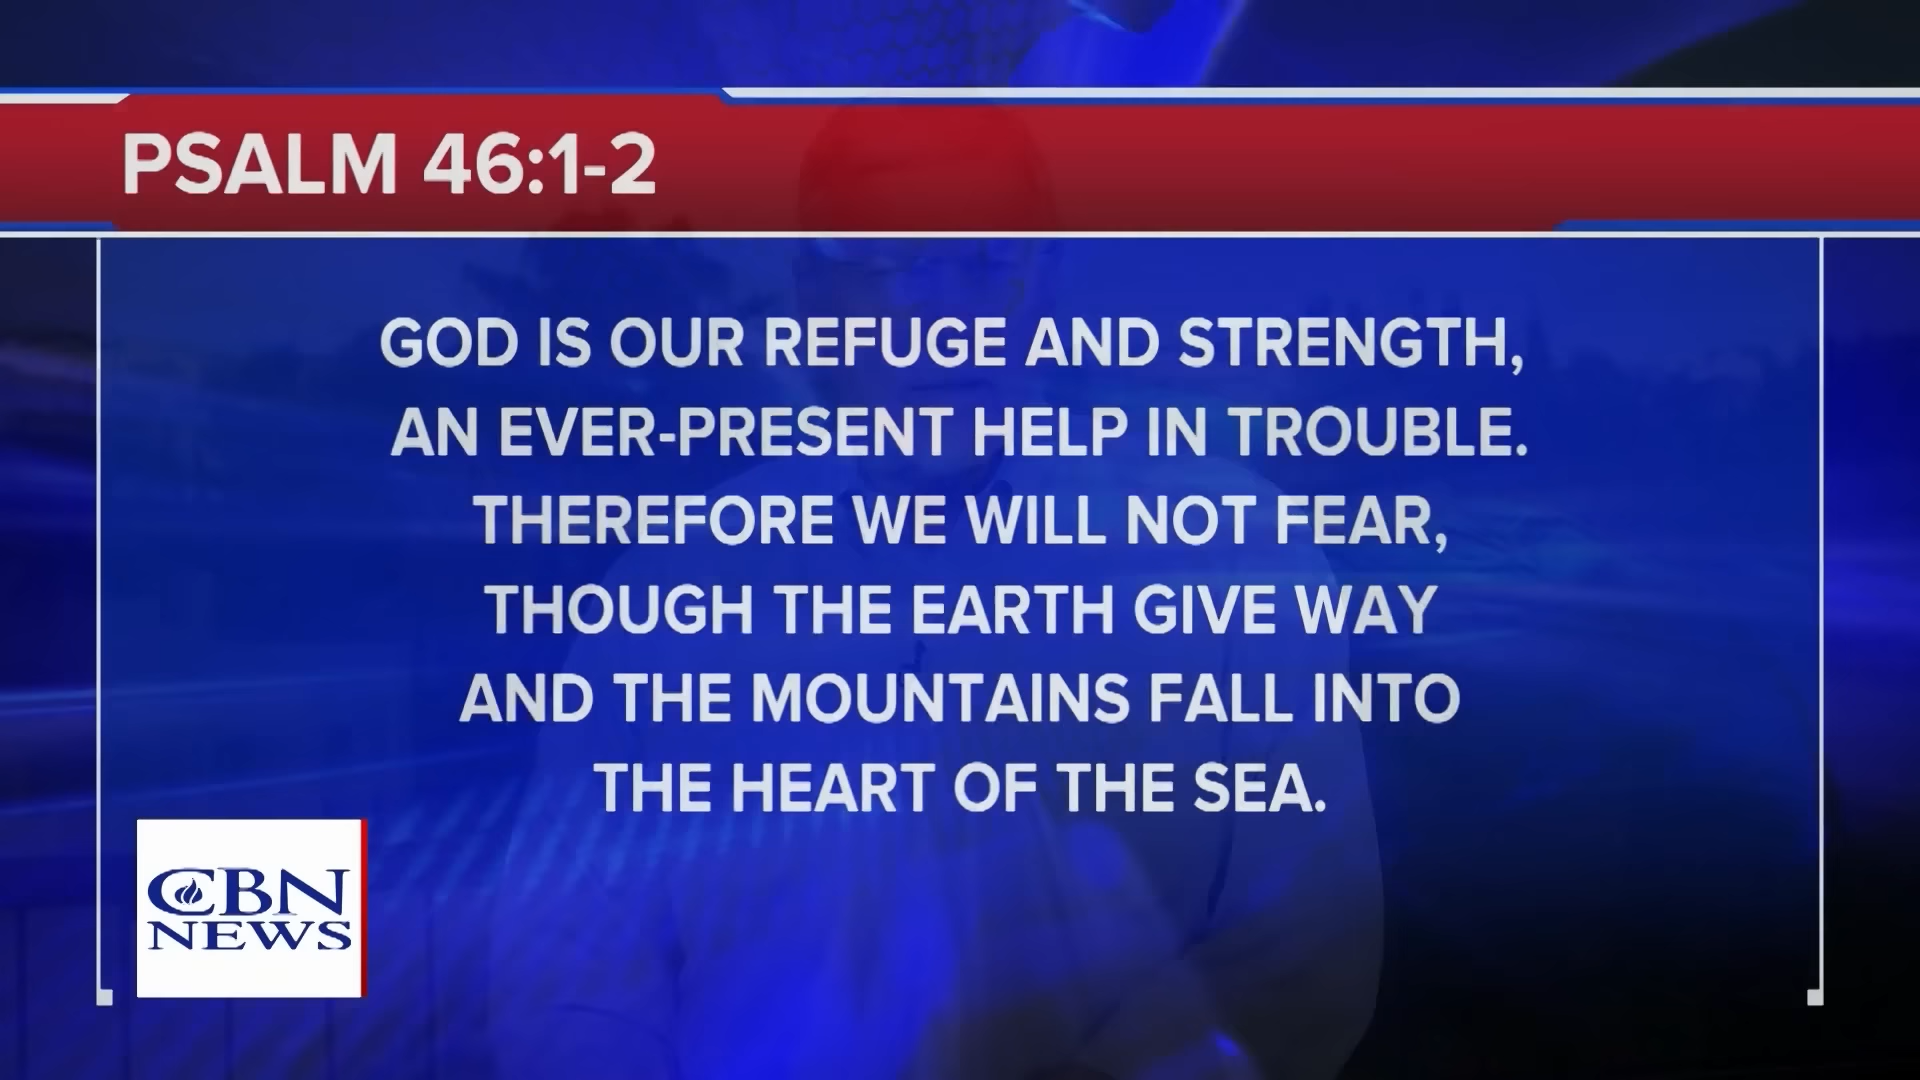 PSALM 46:1-2
GOD IS OUR REFUGE AND STRENGTH,
AN EVER-PRESENT HELP IN TROUBLE.
THEREFORE WE WILL NOT FEAR,
THOUGH THE EARTH GIVE WAY
AND THE MOUNTAINS FALL INTO
THE HEART OF THE SEA.
CBN
NEWS